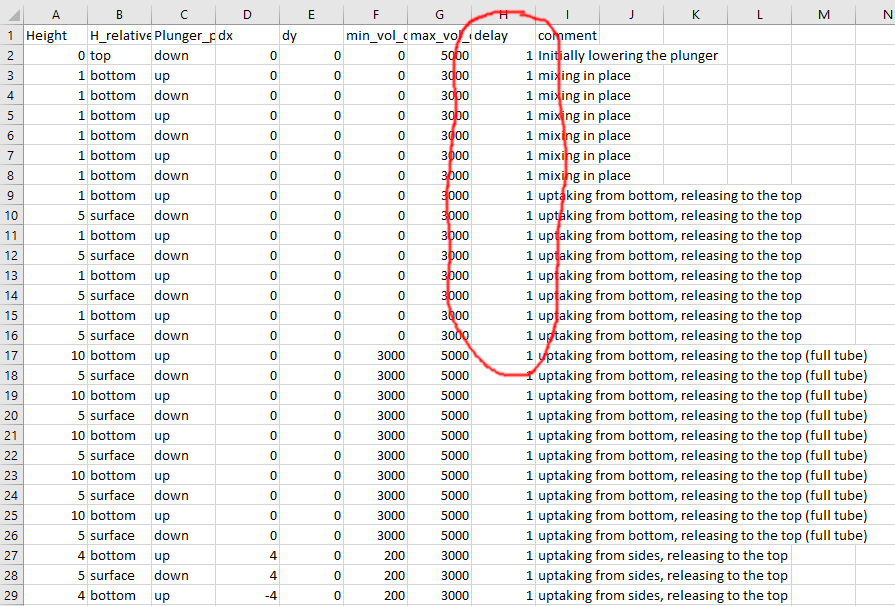 A B C D E F G H I J K L M N
1 Height H_relative Plunger_p dx dy min_vol_c max_vol_c delay comment
2 0 top down 0 0 0 5000 1 Initially lowering the plunger
3 1 bottom up 0 0 0 3000 1 mixing in place
4 1 bottom down 0 0 0 3000 1 mixing in place
5 1 bottom up 0 0 0 3000 1 mixing in place
6 1 bottom down 0 0 0 3000 1 mixing in place
7 1 bottom up 0 0 0 3000 1 mixing in place
8 1 bottom down 0 0 0 3000 1 mixing in place
9 1 bottom up 0 0 0 3000 1 uptaking from bottom, releasing to the top
10 5 surface down 0 0 0 3000 1 uptaking from bottom, releasing to the top
11 1 bottom up 0 0 0 3000 1 uptaking from bottom, releasing to the top
12 5 surface down 0 0 0 3000 1 uptaking from bottom, releasing to the top
13 1 bottom up 0 0 0 3000 1 uptaking from bottom, releasing to the top
14 5 surface down 0 0 0 3000 1 uptaking from bottom, releasing to the top
15 1 bottom up 0 0 0 3000 1 uptaking from bottom, releasing to the top
16 5 surface down 0 0 0 3000 1 uptaking from bottom, releasing to the top
17 10 bottom up 0 0 3000 5000 1 uptaking from bottom, releasing to the top (full tube)
18 5 surface down 0 0 3000 5000 1 uptaking from bottom, releasing to the top (full tube)
19 10 bottom up 0 0 3000 5000 1 uptaking from bottom, releasing to the top (full tube)
20 5 surface down 0 0 3000 5000 1 uptaking from bottom, releasing to the top (full tube)
21 10 bottom up 0 0 3000 5000 1 uptaking from bottom, releasing to the top (full tube)
22 5 surface down 0 0 3000 5000 1 uptaking from bottom, releasing to the top (full tube)
23 10 bottom up 0 0 3000 5000 1 uptaking from bottom, releasing to the top (full tube)
24 5 surface down 0 0 3000 5000 1 uptaking from bottom, releasing to the top (full tube)
25 10 bottom up 0 0 3000 5000 1 uptaking from bottom, releasing to the top (full tube)
26 5 surface down 0 0 3000 5000 1 uptaking from bottom, releasing to the top (full tube)
27 4 bottom up 4 0 200 3000 1 uptaking from sides, releasing to the top
28 5 surface down 4 0 200 3000 1 uptaking from sides, releasing to the top
29 4 bottom up -4 0 200 3000 1 uptaking from sides, releasing to the top